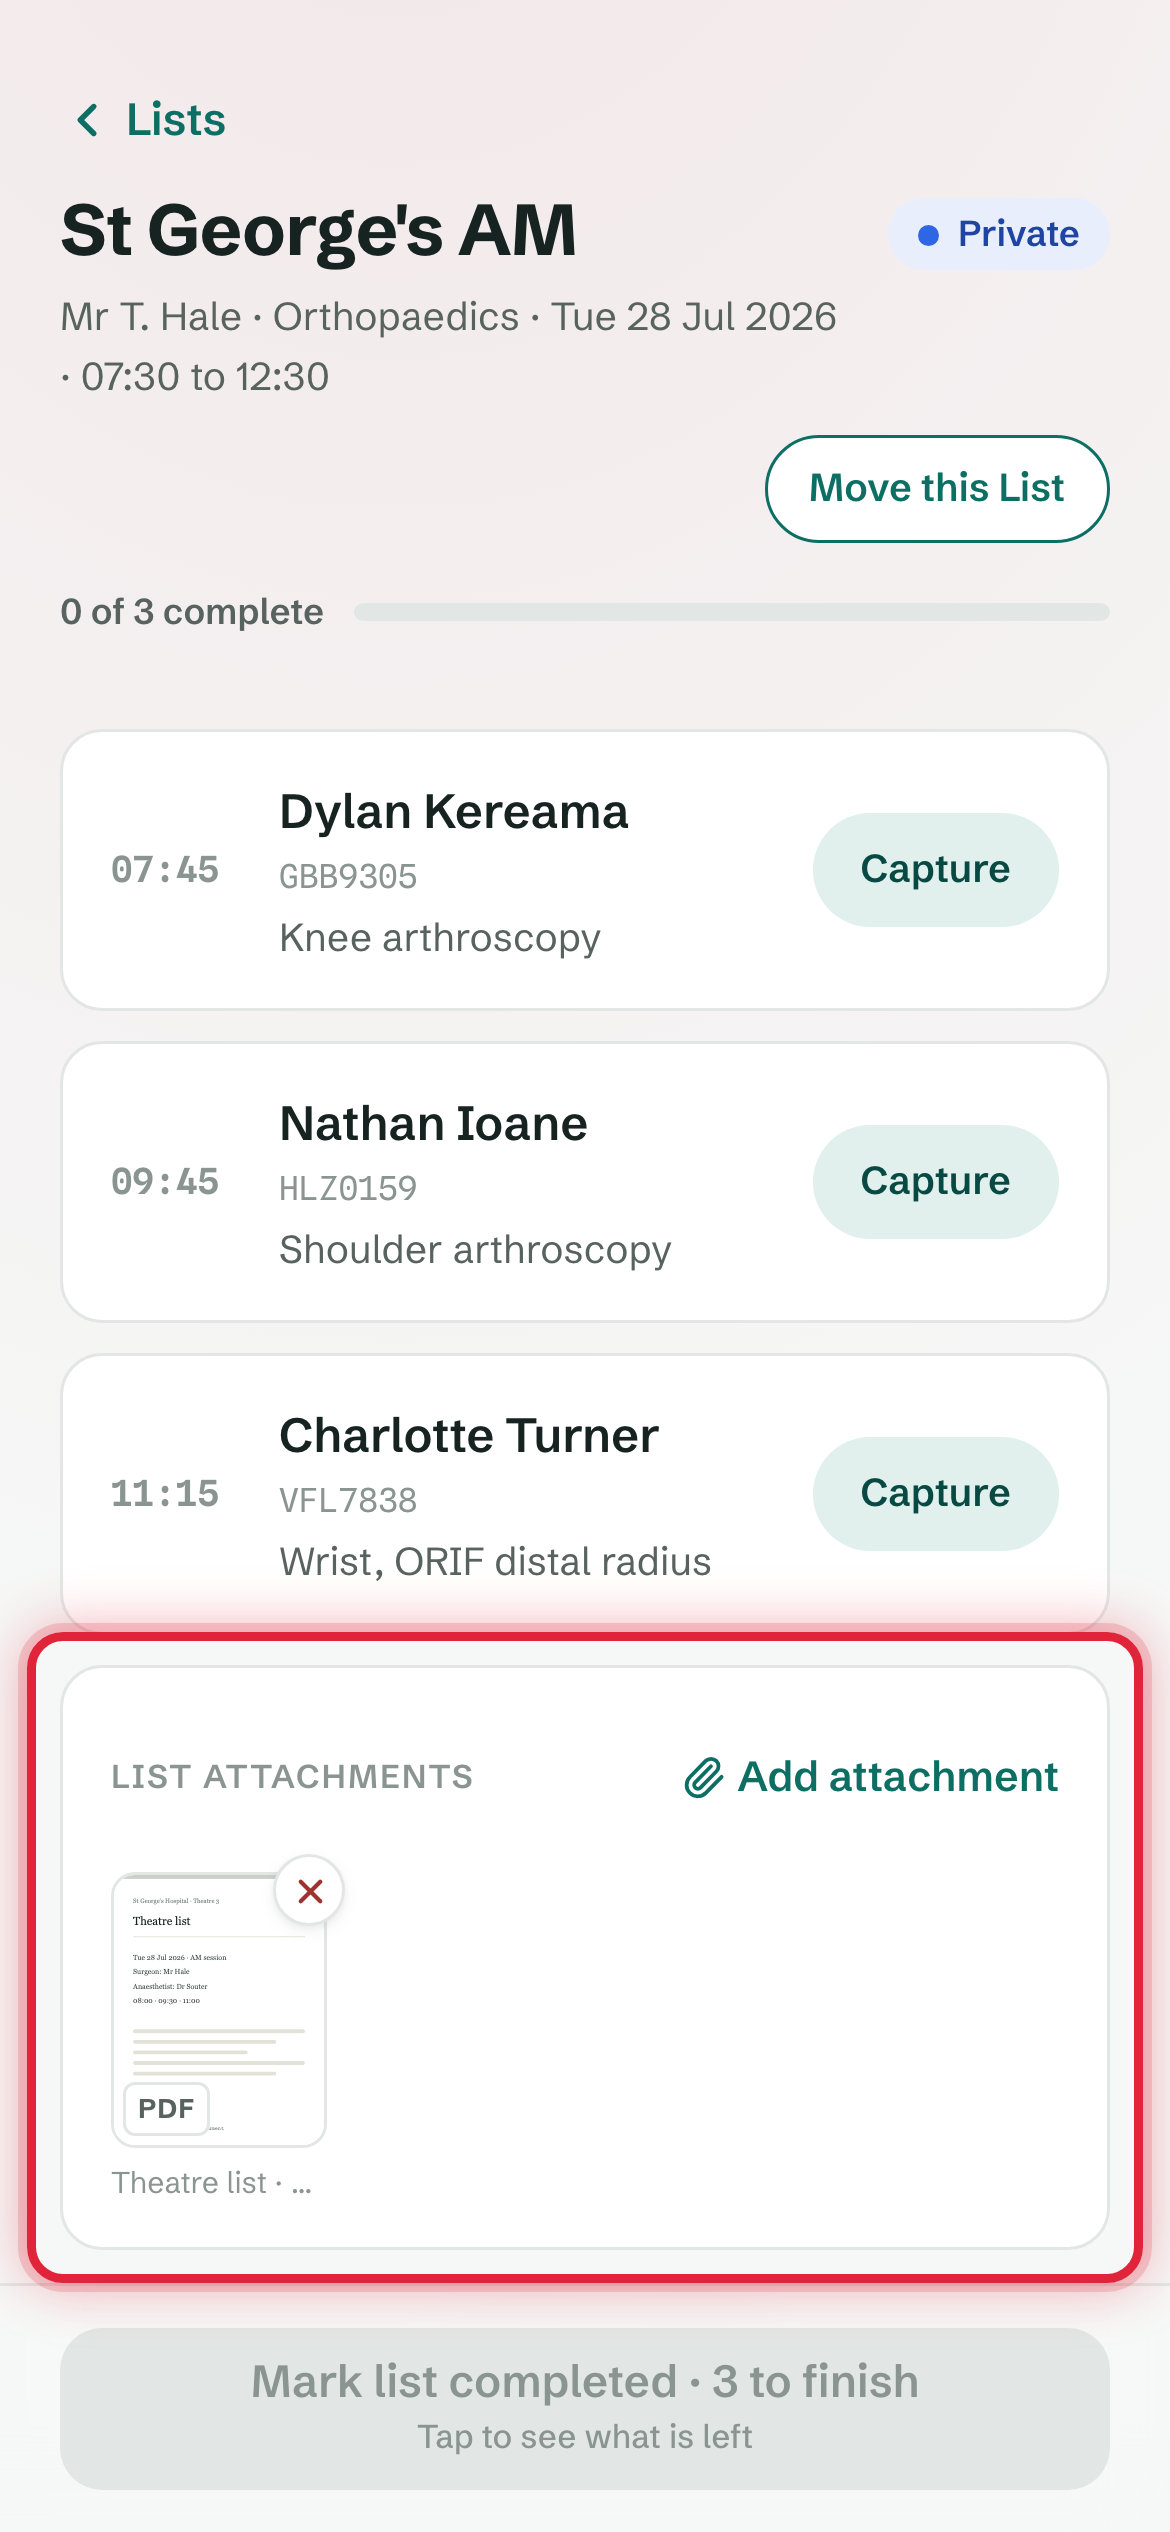 Lists
St George's AM
Private
Mr T. Hale · Orthopaedics · Tue 28 Jul 2026
· 07:30 to 12:30
Move this List
0 of 3 complete
07:45
Dylan Kereama
GBB9305
Knee arthroscopy
Capture
09:45
Nathan Ioane
HLZ0159
Shoulder arthroscopy
Capture
11:15
Charlotte Turner
VFL7838
Wrist, ORIF distal radius
Capture
LIST ATTACHMENTS
Add attachment
St George's Hospital · Theatre 3
Theatre list
Tue 28 Jul 2026 · AM session
Surgeon: Mr Hale
Anaesthetist: Dr Souter
08:00 · 09:30 · 11:00
PDF
Theatre list · ...
Mark list completed · 3 to finish
Tap to see what is left